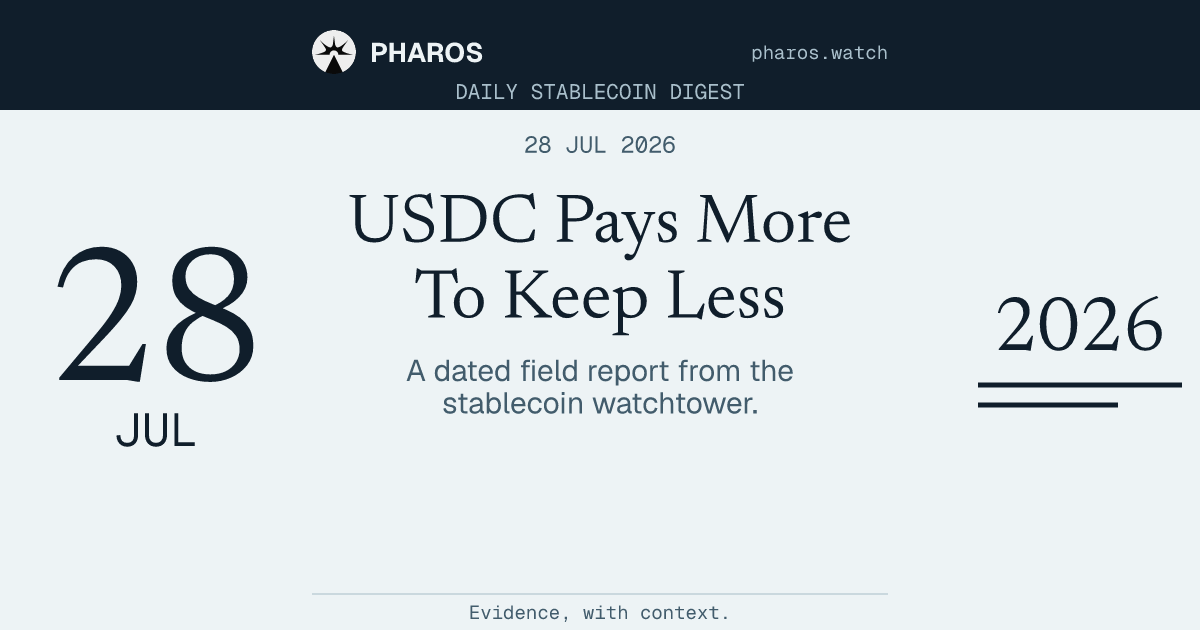 PHAROS
pharos.watch
DAILY STABLECOIN DIGEST
28 JUL 2026
USDC Pays More
To Keep Less
A dated field report from the
stablecoin watchtower.
28
JUL
2026
Evidence, with context.